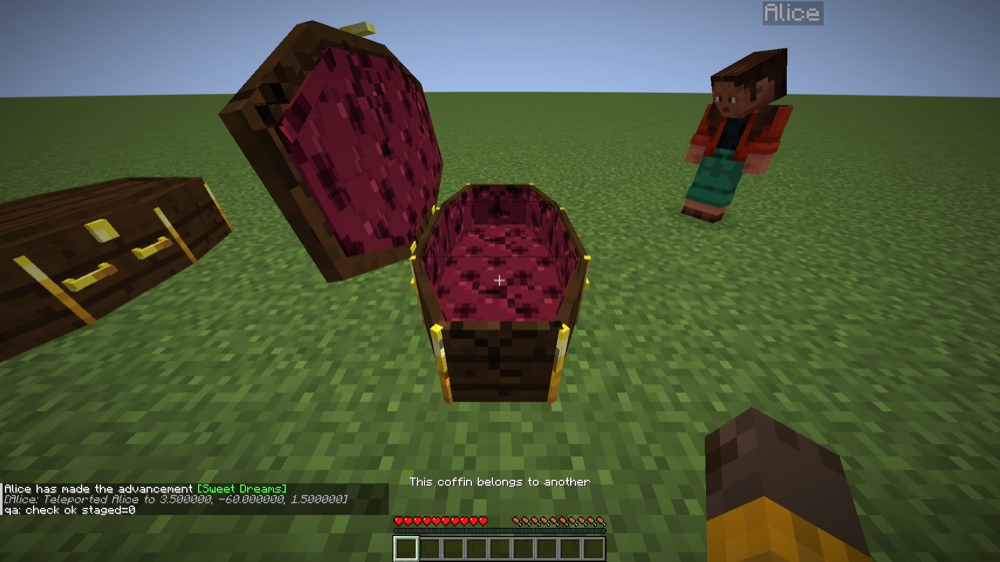 Alice
This coffin belongs to another
Alice has made the advancement [Sweet Dreams]
[Alice: Teleported Alice to 3.500000, -60.000000, 1.500000]
qa: check ok staged=0